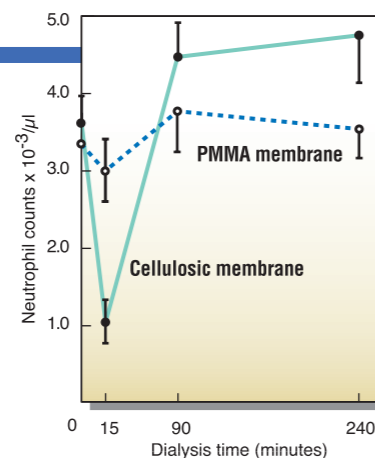 5.0
4.0
3.0
2.0
1.0
Neutrophil counts x 10⁻³/µl
PMMA membrane
Cellulosic membrane
0 15 90 240
Dialysis time (minutes)